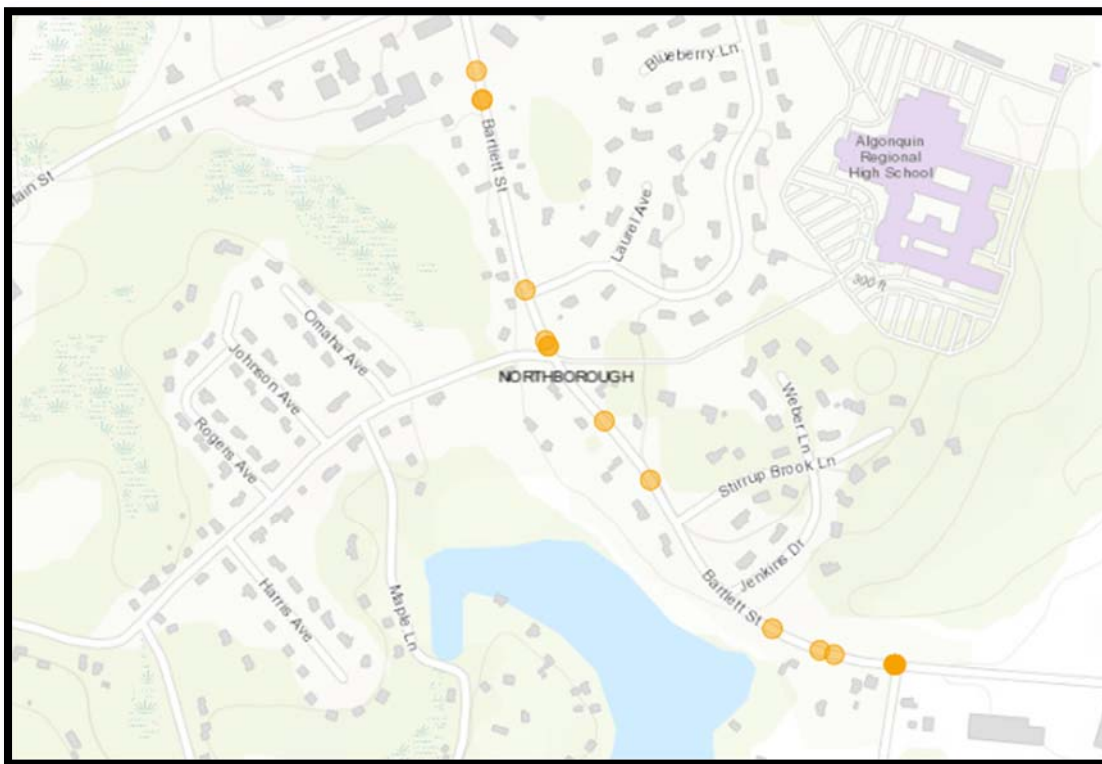 Blueberry Ln
Bartlett St
Algonquin
Regional
High School
Main St
Laurel Ave
300 ft
Omaha Ave
Johnson Ave
NORTHBOROUGH
Rogers Ave
Weber Ln
Stirrup Brook Ln
Jenkins Dr
Bartlett St
Harris Ave
Maple Ln